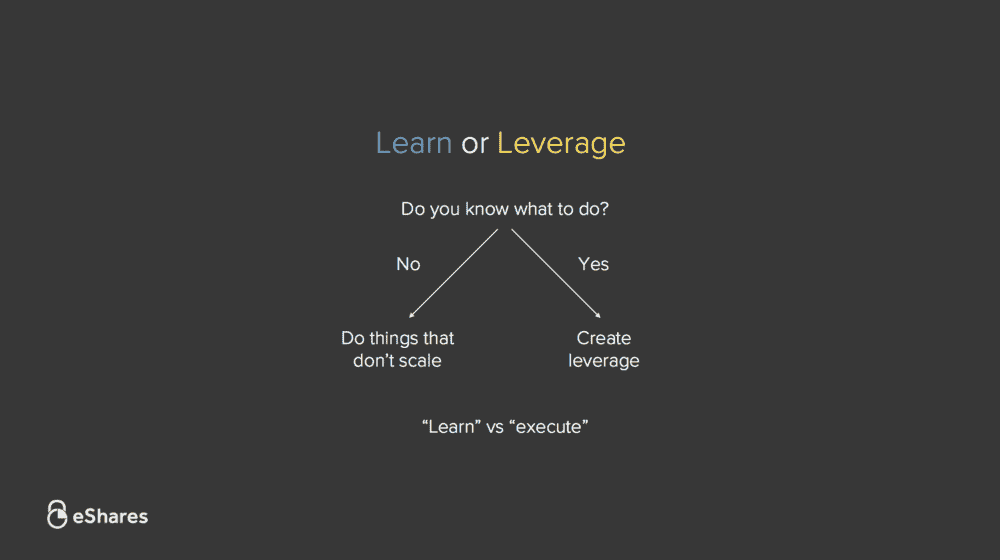 Learn or Leverage
Do you know what to do?
No
Yes
Do things that
don’t scale
Create
leverage
“Learn” vs “execute”
eShares